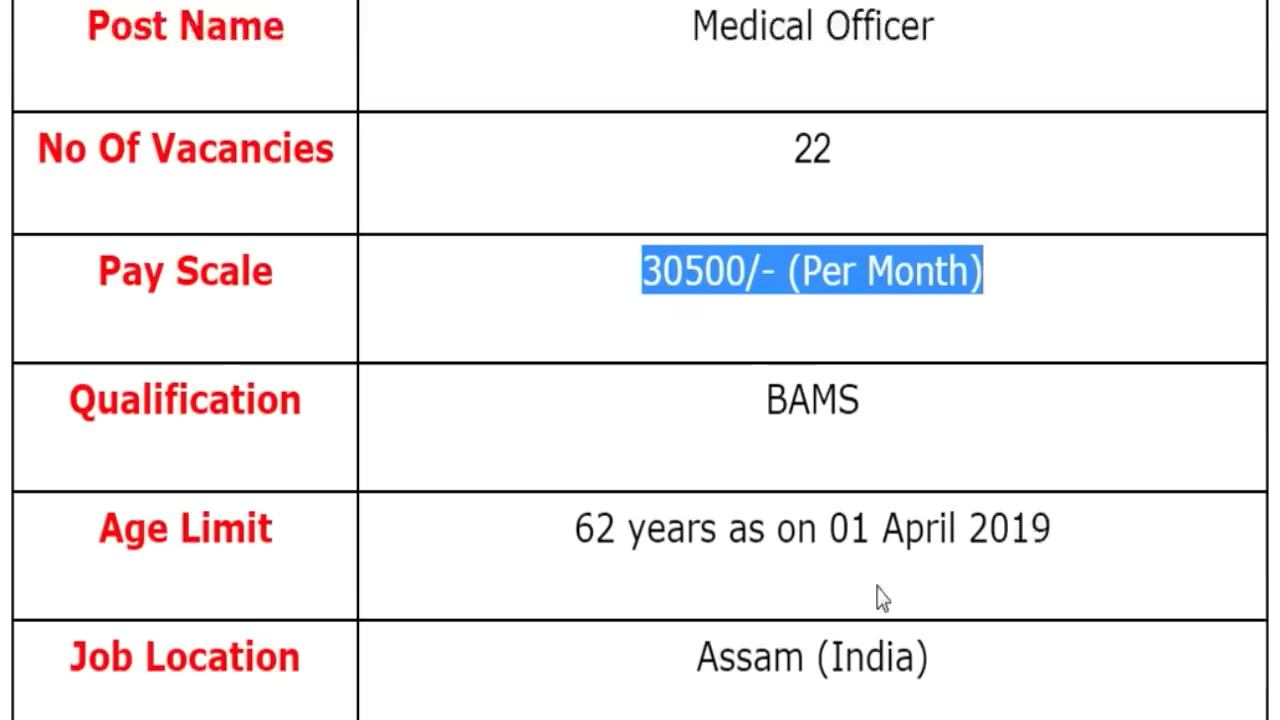 Post Name Medical Officer
No Of Vacancies 22
Pay Scale 30500/- (Per Month)
Qualification BAMS
Age Limit 62 years as on 01 April 2019
Job Location Assam (India)